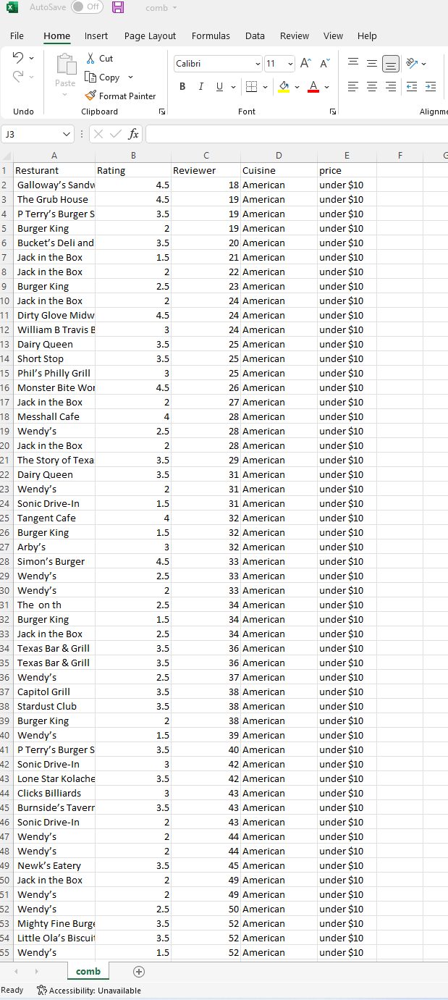 AutoSave Off comb
File Home Insert Page Layout Formulas Data Review View Help
Paste Cut
Copy
Format Painter
Calibri 11
B I U A
Undo Clipboard Font Alignme
J3 fx
A B C D E F G
1 Resturant Rating Reviewer Cuisine price
2 Galloway's Sandw 4.5 18 American under $10
3 The Grub House 4.5 19 American under $10
4 P Terry's Burger S 3.5 19 American under $10
5 Burger King 2 19 American under $10
6 Bucket's Deli and 3.5 20 American under $10
7 Jack in the Box 1.5 21 American under $10
8 Jack in the Box 2 22 American under $10
9 Burger King 2.5 23 American under $10
10 Jack in the Box 2 24 American under $10
11 Dirty Glove Midw 4.5 24 American under $10
12 William B Travis B 3 24 American under $10
13 Dairy Queen 3.5 25 American under $10
14 Short Stop 3.5 25 American under $10
15 Phil's Philly Grill 3 25 American under $10
16 Monster Bite Wor 4.5 26 American under $10
17 Jack in the Box 2 27 American under $10
18 Messhall Cafe 4 28 American under $10
19 Wendy's 2.5 28 American under $10
20 Jack in the Box 2 28 American under $10
21 The Story of Texa 3.5 29 American under $10
22 Dairy Queen 3.5 31 American under $10
23 Wendy's 2 31 American under $10
24 Sonic Drive-In 1.5 31 American under $10
25 Tangent Cafe 4 32 American under $10
26 Burger King 1.5 32 American under $10
27 Arby's 3 32 American under $10
28 Simon's Burger 4.5 33 American under $10
29 Wendy's 2.5 33 American under $10
30 Wendy's 2 33 American under $10
31 The on th 2.5 34 American under $10
32 Burger King 1.5 34 American under $10
33 Jack in the Box 2.5 34 American under $10
34 Texas Bar & Grill 3.5 36 American under $10
35 Texas Bar & Grill 3.5 36 American under $10
36 Wendy's 2.5 37 American under $10
37 Capitol Grill 3.5 38 American under $10
38 Stardust Club 3.5 38 American under $10
39 Burger King 2 38 American under $10
40 Wendy's 1.5 39 American under $10
41 P Terry's Burger S 3.5 40 American under $10
42 Sonic Drive-In 3 42 American under $10
43 Lone Star Kolache 3.5 42 American under $10
44 Clicks Billiards 3 43 American under $10
45 Burnside's Tavern 3.5 43 American under $10
46 Sonic Drive-In 2 43 American under $10
47 Wendy's 2 44 American under $10
48 Wendy's 2 44 American under $10
49 Newk's Eatery 3.5 45 American under $10
50 Jack in the Box 2 49 American under $10
51 Wendy's 2 49 American under $10
52 Wendy's 2.5 50 American under $10
53 Mighty Fine Burge 3.5 52 American under $10
54 Little Ola's Biscuit 3.5 52 American under $10
55 Wendy's 1.5 52 American under $10
comb
Ready Accessibility: Unavailable